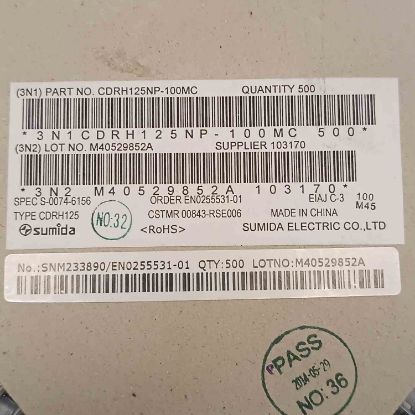 (3N1) PART NO. CDRH125NP-100MC QUANTITY 500
*3N1CDRH125NP-100MC 500*
(3N2) LOT NO. M40529852A SUPPLIER 103170
*3N2 M40529852A 103170*
SPEC S-0074-6156 ORDER EN0255531-01 EIAJ C-3 100
TYPE CDRH125 CSTMR 00843-RSE006 MADE IN CHINA M45
sumida NO:32 <RoHS> SUMIDA ELECTRIC CO.,LTD
No.:SNM233890/EN0255531-01 QTY:500 LOTNO:M40529852A
PASS
2014-05-29
NO:36